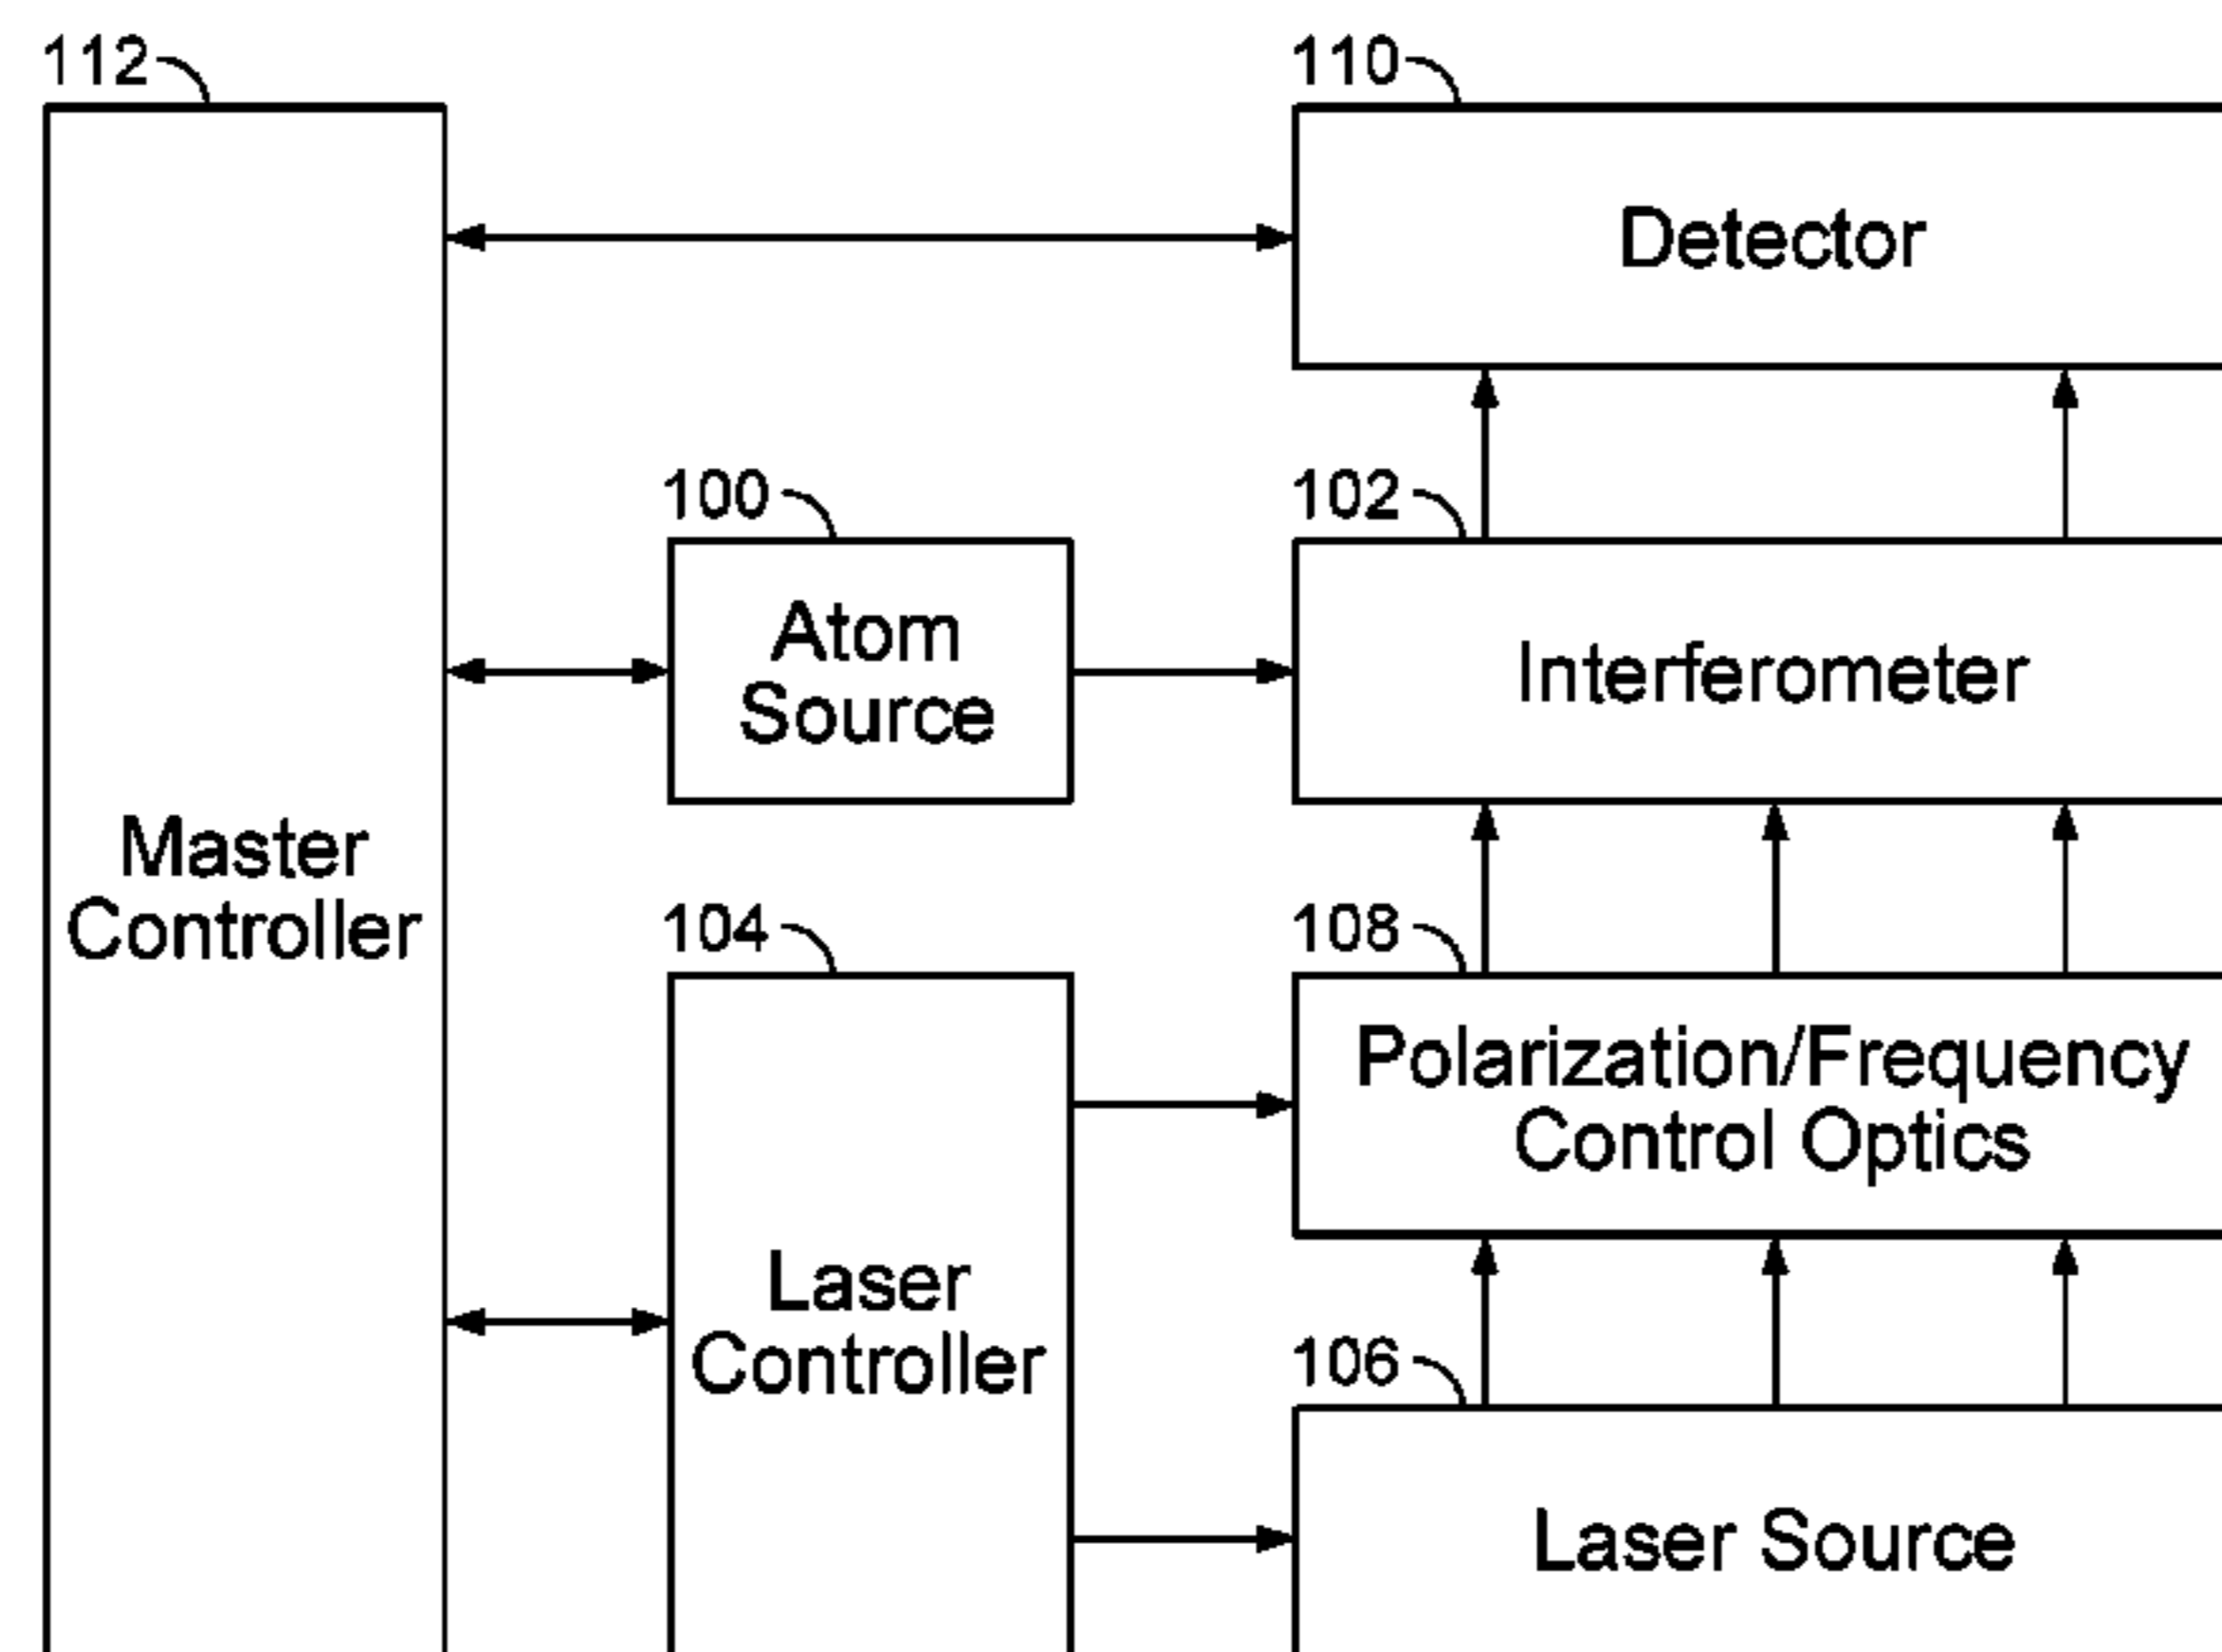 112
110
Detector
100
102
Atom
Source
Interferometer
Master
Controller
104
108
Polarization/Frequency
Control Optics
Laser
Controller
106
Laser Source